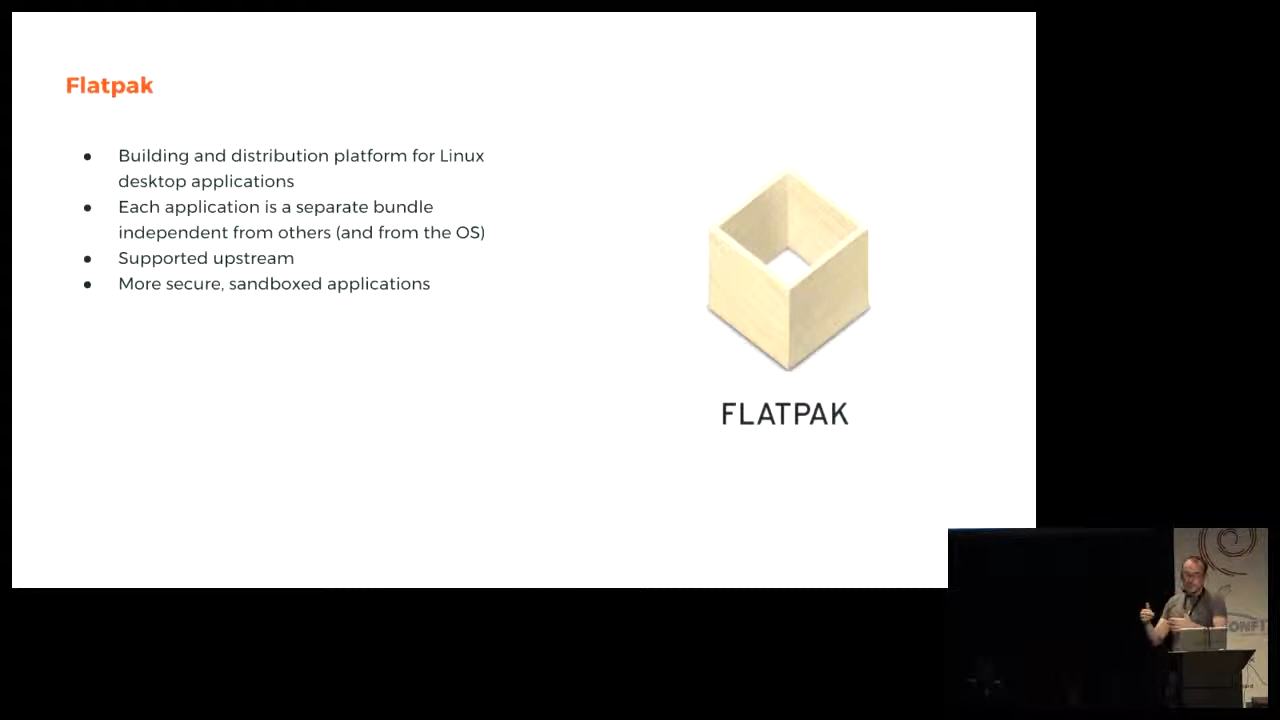 Flatpak
● Building and distribution platform for Linux
desktop applications
● Each application is a separate bundle
independent from others (and from the OS)
● Supported upstream
● More secure, sandboxed applications
FLATPAK